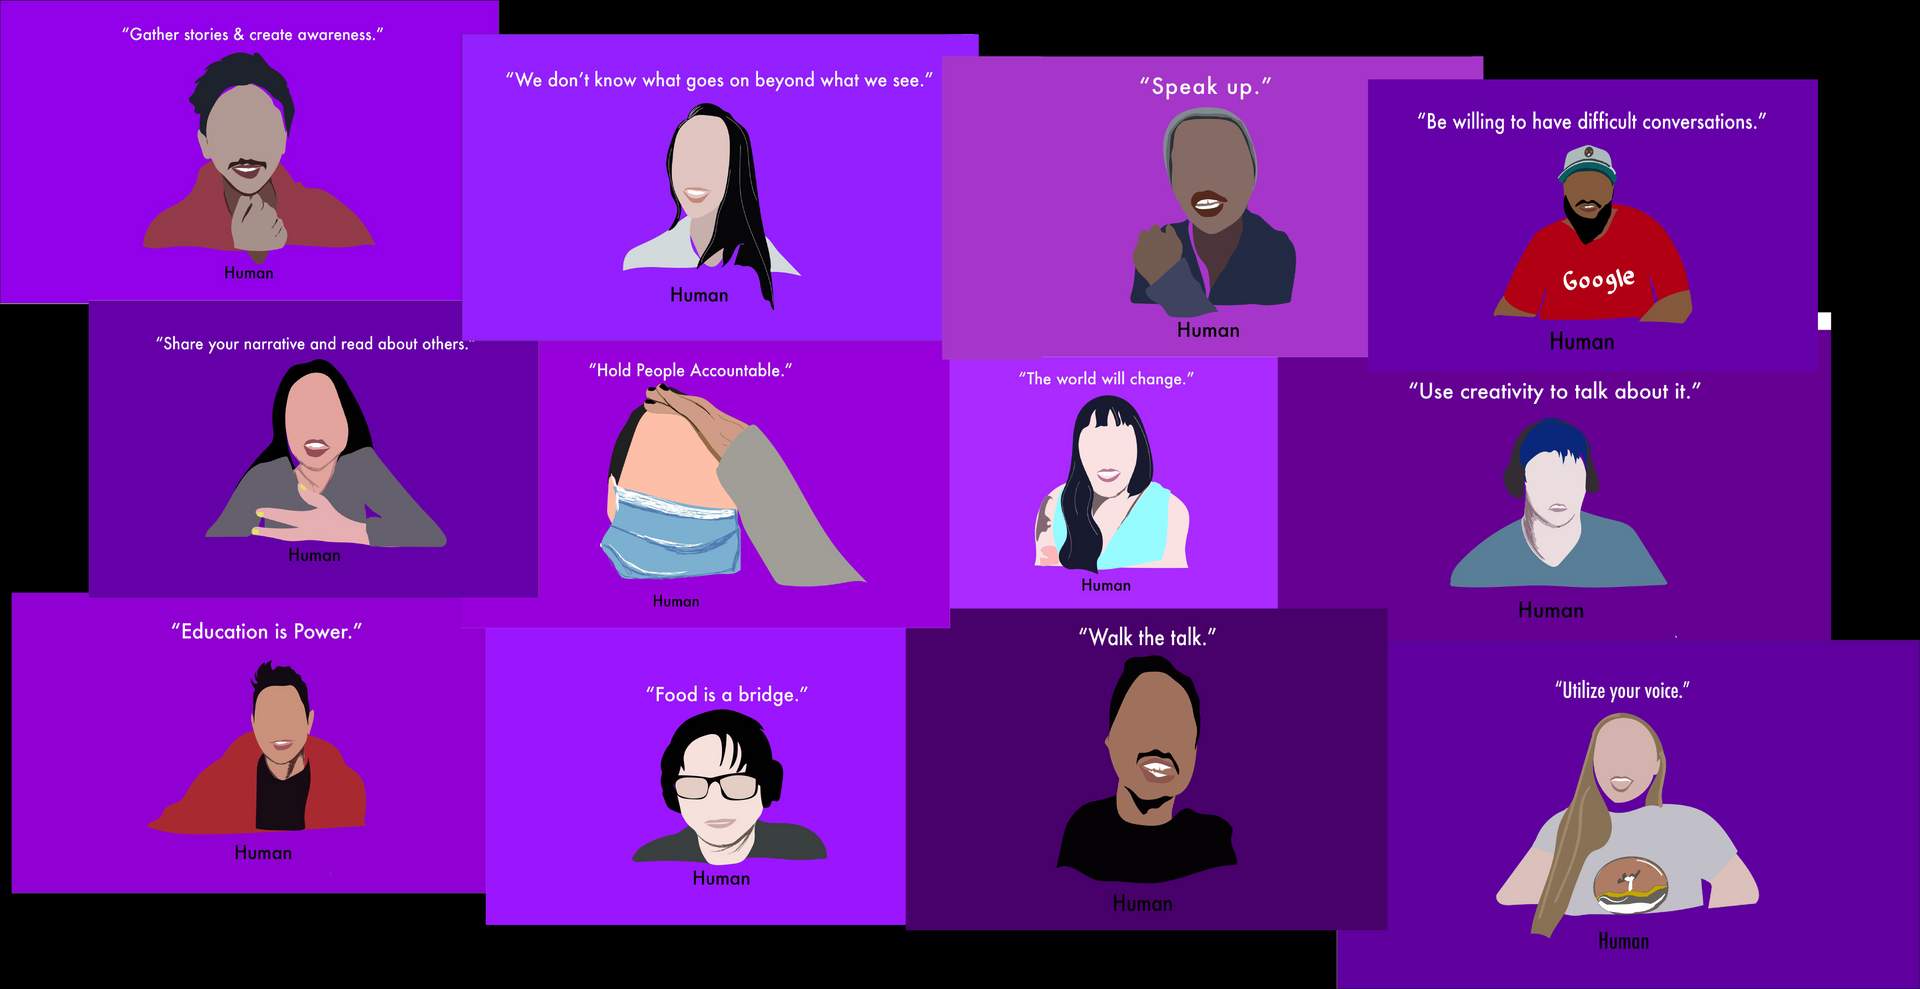 “Gather stories & create awareness.”
Human
“We don’t know what goes on beyond what we see.”
Human
“Speak up.”
Human
“Be willing to have difficult conversations.”
Google
Human
“Share your narrative and read about others.”
Human
“Hold People Accountable.”
Human
“The world will change.”
Human
“Use creativity to talk about it.”
Human
“Education is Power.”
Human
“Food is a bridge.”
Human
“Walk the talk.”
Human
“Utilize your voice.”
Human